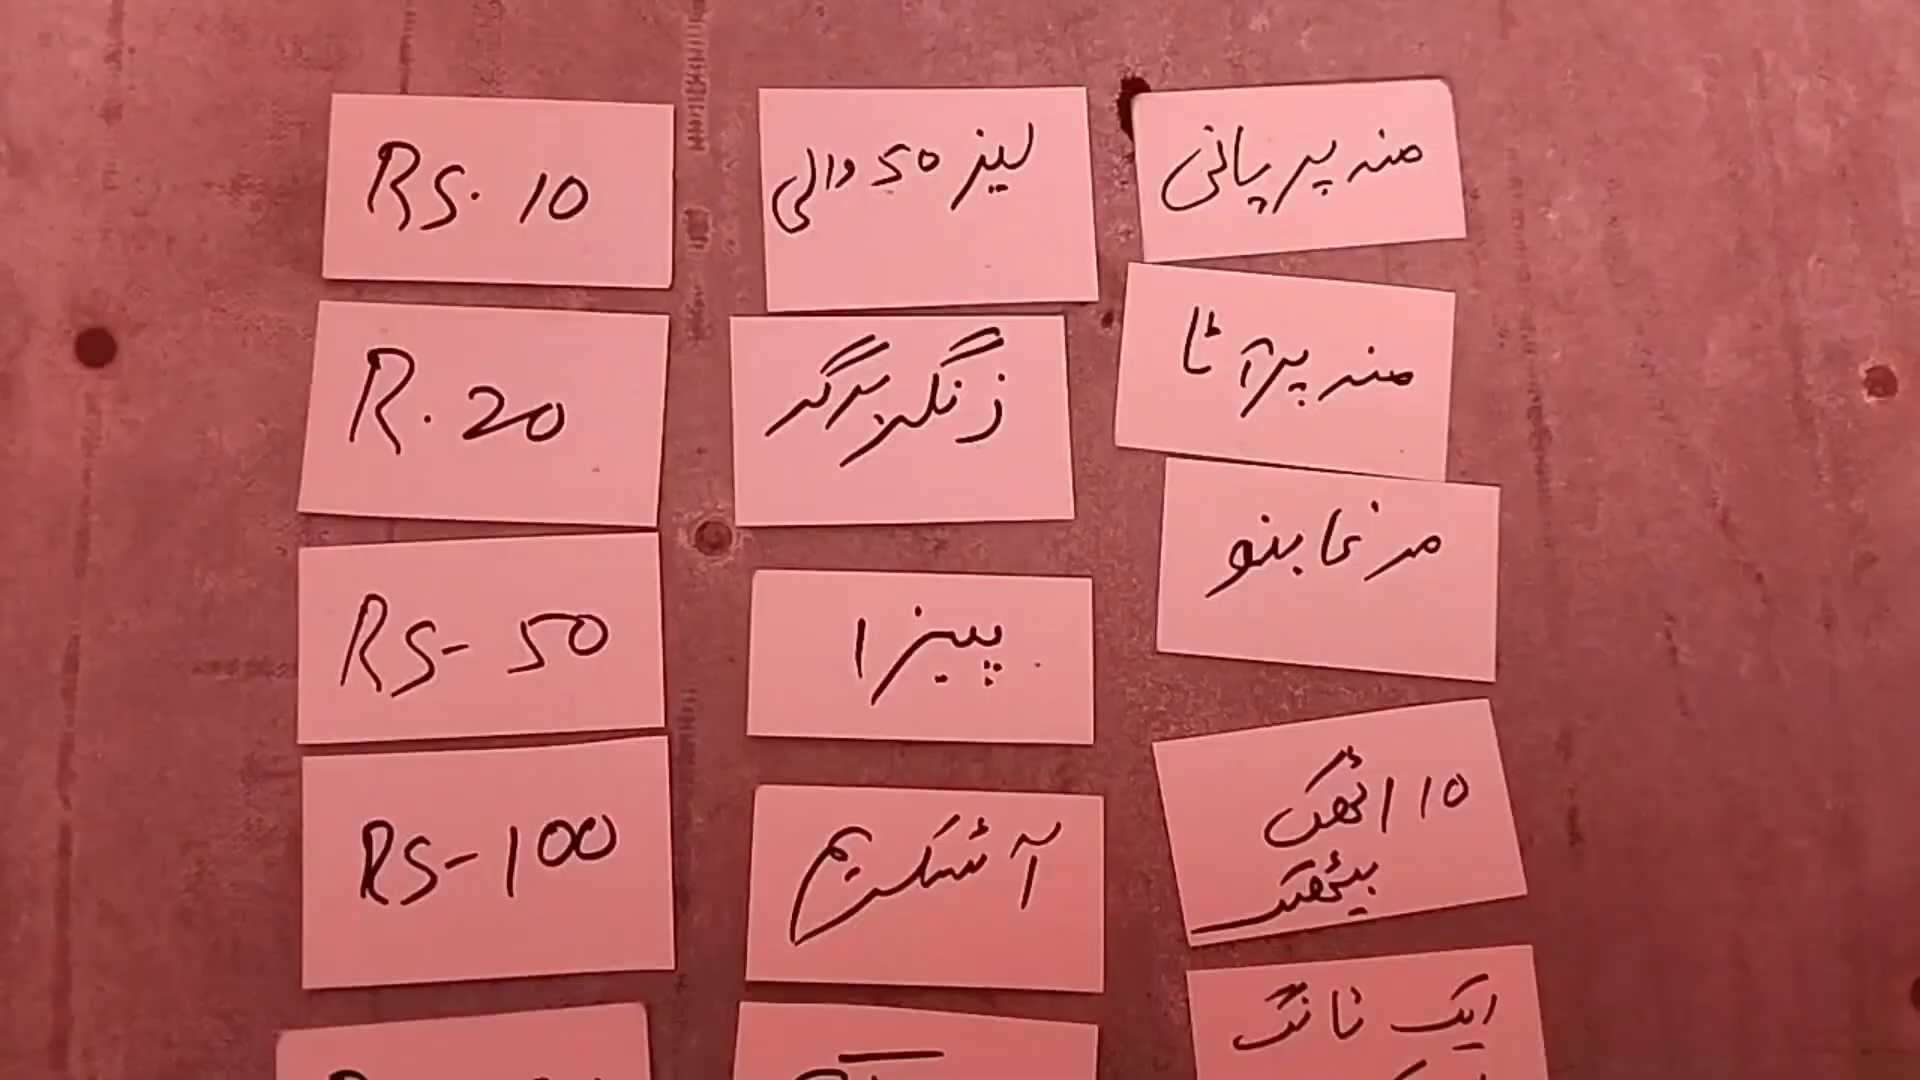 RS. 10
R. 20
RS- 50
RS-100
لیز 50 والی
زنگر برگر
پیزا
آئسکریم
منہ پر پانی
منہ پر آٹا
مرغا بنو
10 اٹھک
بیٹھک
ایک ٹانگ